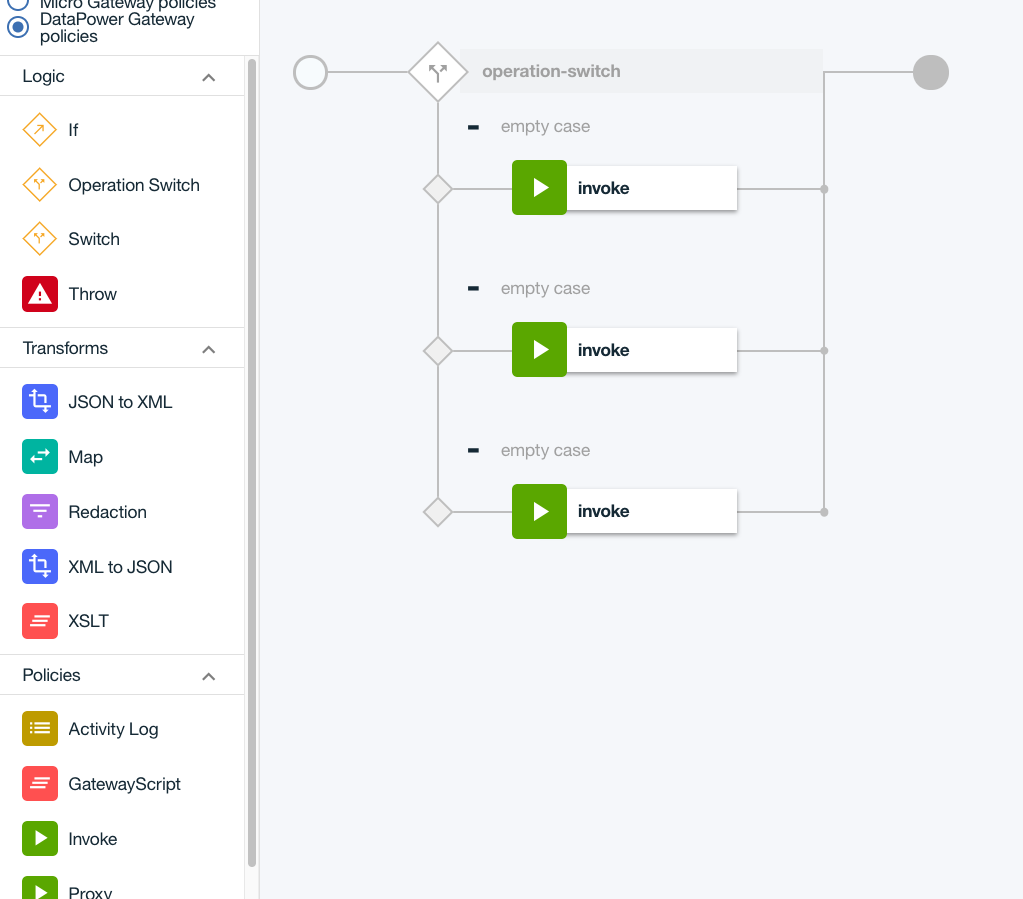 Micro Gateway policies
DataPower Gateway
policies
Logic
If
Operation Switch
Switch
Throw
Transforms
JSON to XML
Map
Redaction
XML to JSON
XSLT
Policies
Activity Log
GatewayScript
Invoke
Proxy
operation-switch
empty case
invoke
empty case
invoke
empty case
invoke